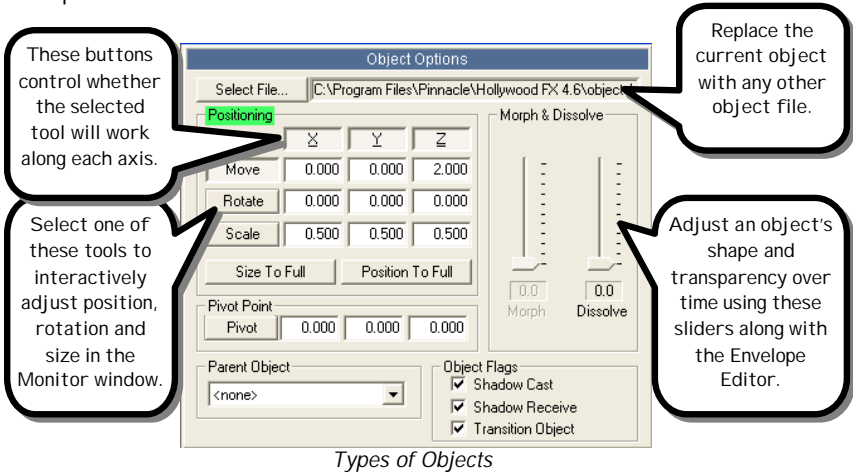 These buttons
control whether
the selected
tool will work
along each axis.
Select one of
these tools to
interactively
adjust position,
rotation and
size in the
Monitor window.
Object Options
Select File... C:\Program Files\Pinnacle\Hollywood FX 4.6\object
Positioning
X Y Z
Move 0.000 0.000 2.000
Rotate 0.000 0.000 0.000
Scale 0.500 0.500 0.500
Size To Full Position To Full
Pivot Point
Pivot 0.000 0.000 0.000
Parent Object
<none>
Morph & Dissolve
0.0 0.0
Morph Dissolve
Object Flags
Shadow Cast
Shadow Receive
Transition Object
Replace the
current object
with any other
object file.
Adjust an object's
shape and
transparency over
time using these
sliders along with
the Envelope
Editor.
Types of Objects